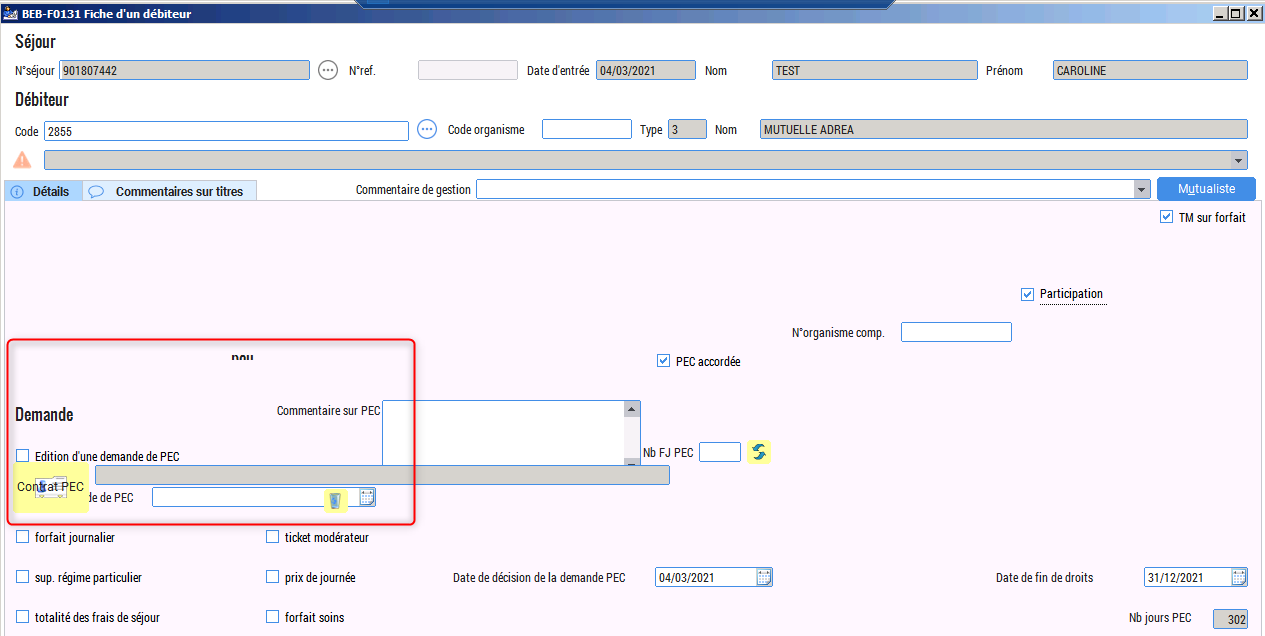 BEB-F0131 Fiche d'un débiteur
Séjour
N°séjour 901807442 N°ref. Date d'entrée 04/03/2021 Nom TEST Prénom CAROLINE
Débiteur
Code 2855 Code organisme Type 3 Nom MUTUELLE ADREA
Détails Commentaires sur titres Commentaire de gestion Mutualiste
TM sur forfait
Participation
N°organisme comp.
PEC accordée
Demande Commentaire sur PEC
Edition d'une demande de PEC Nb FJ PEC
Contrat PEC
de PEC
forfait journalier ticket modérateur
sup. régime particulier prix de journée Date de décision de la demande PEC 04/03/2021 Date de fin de droits 31/12/2021
totalité des frais de séjour forfait soins Nb jours PEC 302